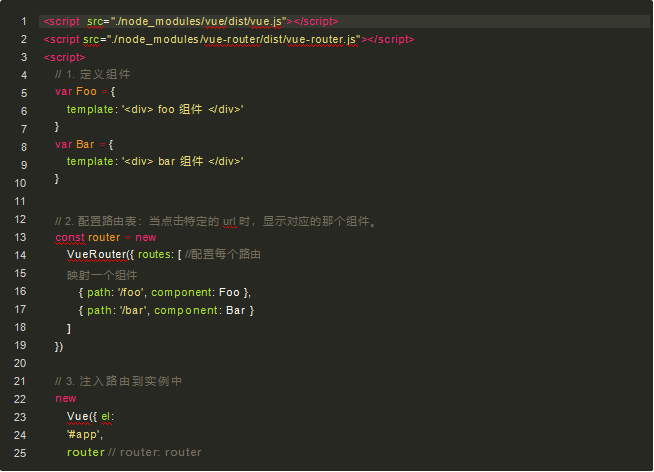 1 <script src="./node_modules/vue/dist/vue.js"></script>
2 <script src="./node_modules/vue-router/dist/vue-router.js"></script>
3 <script>
4 // 1. 定义组件
5 var Foo = {
6 template: '<div> foo 组件 </div>'
7 }
8 var Bar = {
9 template: '<div> bar 组件 </div>'
10 }
11
12 // 2. 配置路由表：当点击特定的 url 时，显示对应的那个组件。
13 const router = new
14 VueRouter({ routes: [ //配置每个路由
15 映射一个组件
16 { path: '/foo', component: Foo },
17 { path: '/bar', component: Bar }
18 ]
19 })
20
21 // 3. 注入路由到实例中
22 new
23 Vue({ el:
24 '#app',
25 router // router: router